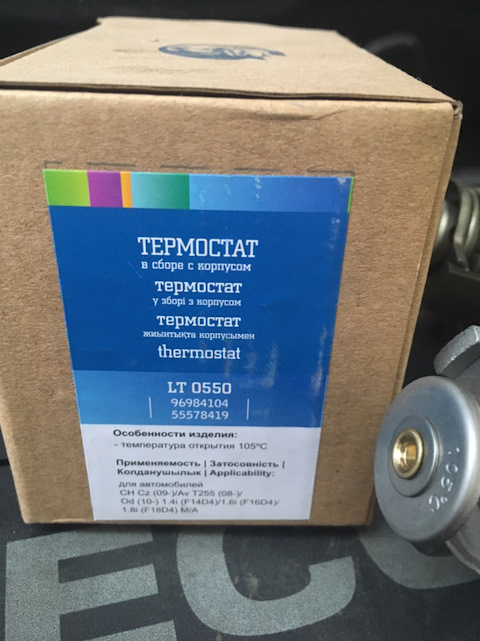 ТЕРМОСТАТ
в сборе с корпусом
термостат
у зборі з корпусом
термостат
жиынтықта корпусымен
thermostat
LT 0550
96984104
55578419
Особенности изделия:
- температура открытия 105ºС
Применяемость | Затосовність |
Колданушылык | Applicability:
для автомобилей
CH Cz (09-)/Av T255 (08-)/
Od (10-) 1.4i (F14D4)/1.6i (F16D4)/
1.8i (F18D4) M/A
105°C
ECO